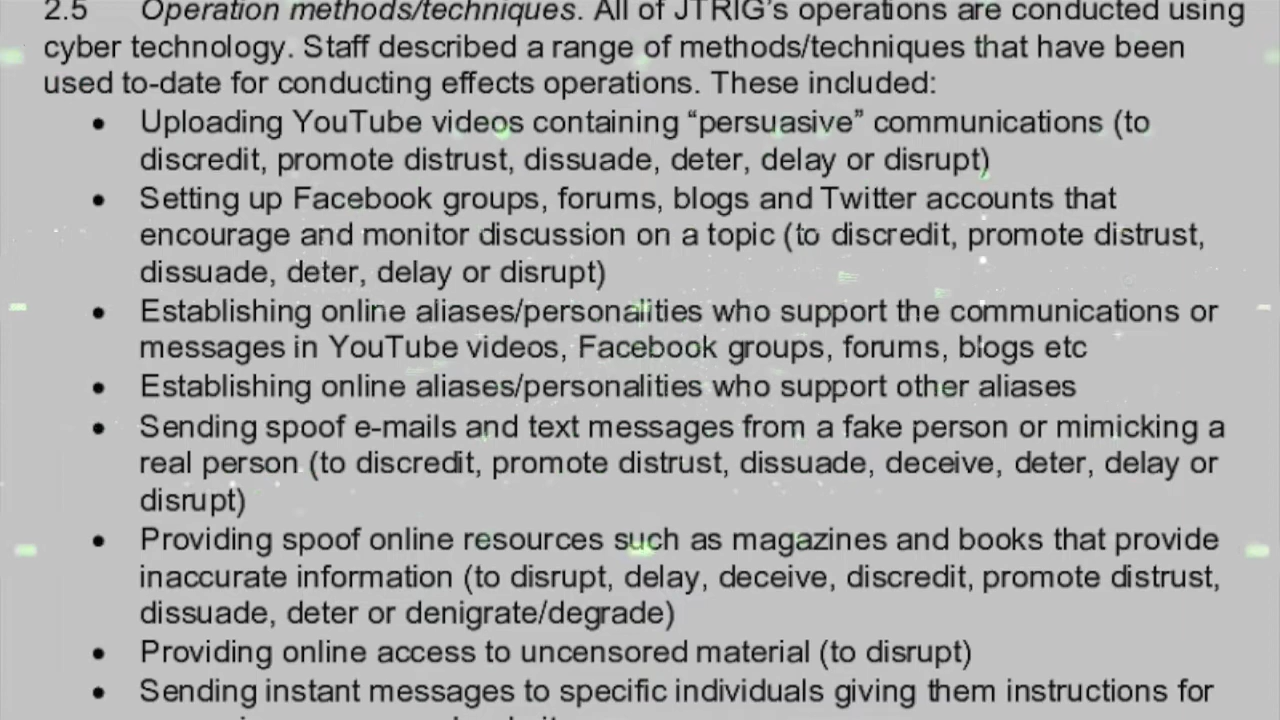 2.5 Operation methods/techniques. All of JTRIG's operations are conducted using
cyber technology. Staff described a range of methods/techniques that have been
used to-date for conducting effects operations. These included:
• Uploading YouTube videos containing “persuasive” communications (to
discredit, promote distrust, dissuade, deter, delay or disrupt)
• Setting up Facebook groups, forums, blogs and Twitter accounts that
encourage and monitor discussion on a topic (to discredit, promote distrust,
dissuade, deter, delay or disrupt)
• Establishing online aliases/personalities who support the communications or
messages in YouTube videos, Facebook groups, forums, blogs etc
• Establishing online aliases/personalities who support other aliases
• Sending spoof e-mails and text messages from a fake person or mimicking a
real person (to discredit, promote distrust, dissuade, deceive, deter, delay or
disrupt)
• Providing spoof online resources such as magazines and books that provide
inaccurate information (to disrupt, delay, deceive, discredit, promote distrust,
dissuade, deter or denigrate/degrade)
• Providing online access to uncensored material (to disrupt)
• Sending instant messages to specific individuals giving them instructions for